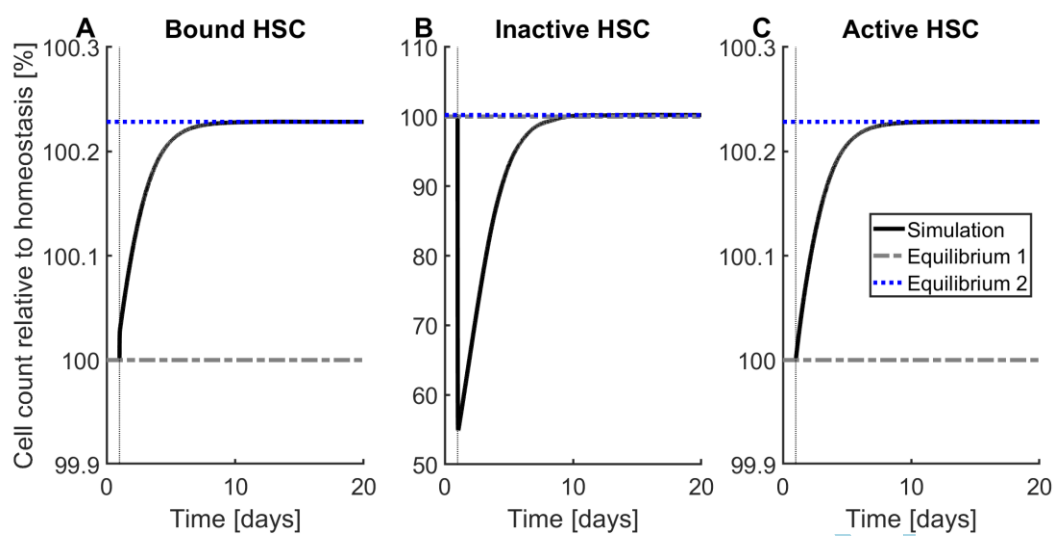 A Bound HSC
B Inactive HSC
C Active HSC
Cell count relative to homeostasis [%]
100.3
100.2
100.1
100
99.9
0 10 20
Time [days]
110
100
90
80
70
60
50
0 10 20
Time [days]
100.3
100.2
100.1
100
99.9
Simulation
Equilibrium 1
Equilibrium 2
0 10 20
Time [days]